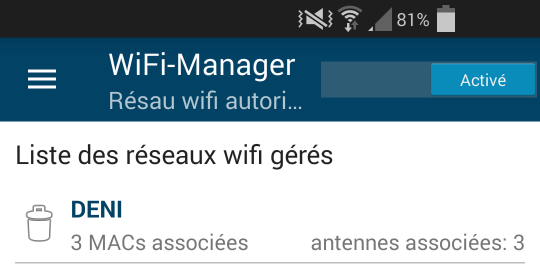 81%
WiFi-Manager
Activé
Résau wifi autori...
Liste des réseaux wifi gérés
DENI
3 MACs associées antennes associées: 3